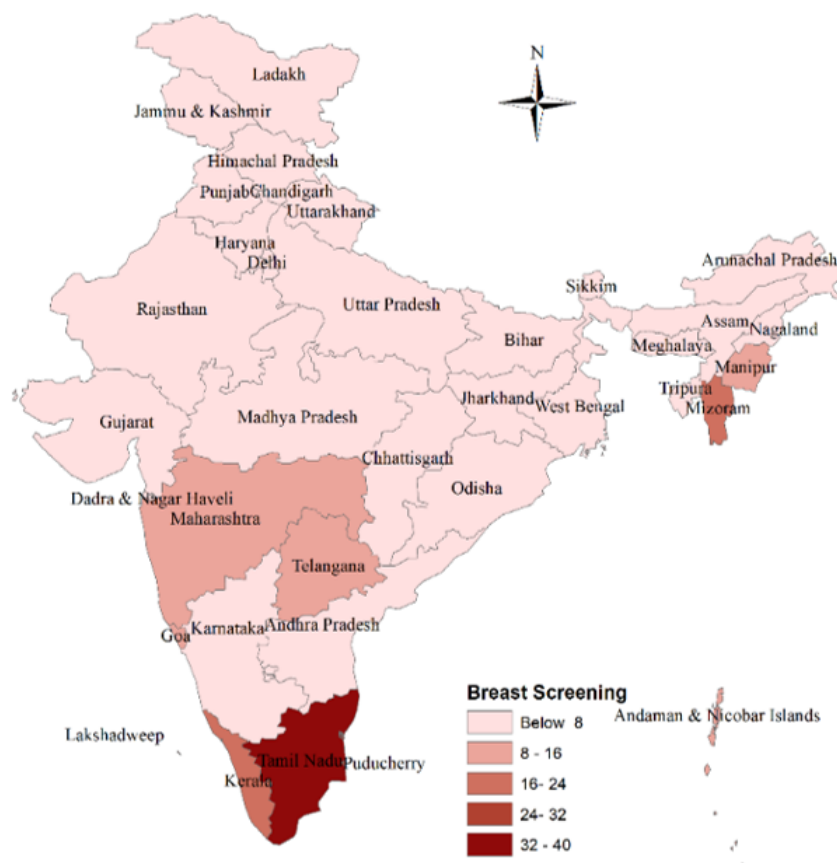 N
Ladakh
Jammu & Kashmir
Himachal Pradesh
Punjab
Chandigarh
Uttarakhand
Haryana
Delhi
Arunachal Pradesh
Sikkim
Rajasthan
Uttar Pradesh
Assam
Nagaland
Bihar
Meghalaya
Manipur
Tripura
Jharkhand
West Bengal
Mizoram
Gujarat
Madhya Pradesh
Chhattisgarh
Odisha
Dadra & Nagar Haveli
Maharashtra
Telangana
Goa
Karnataka
Andhra Pradesh
Breast Screening
Below 8
8 - 16
16- 24
24- 32
32 - 40
Andaman & Nicobar Islands
Lakshadweep
Tamil Nadu
Puducherry
Kerala